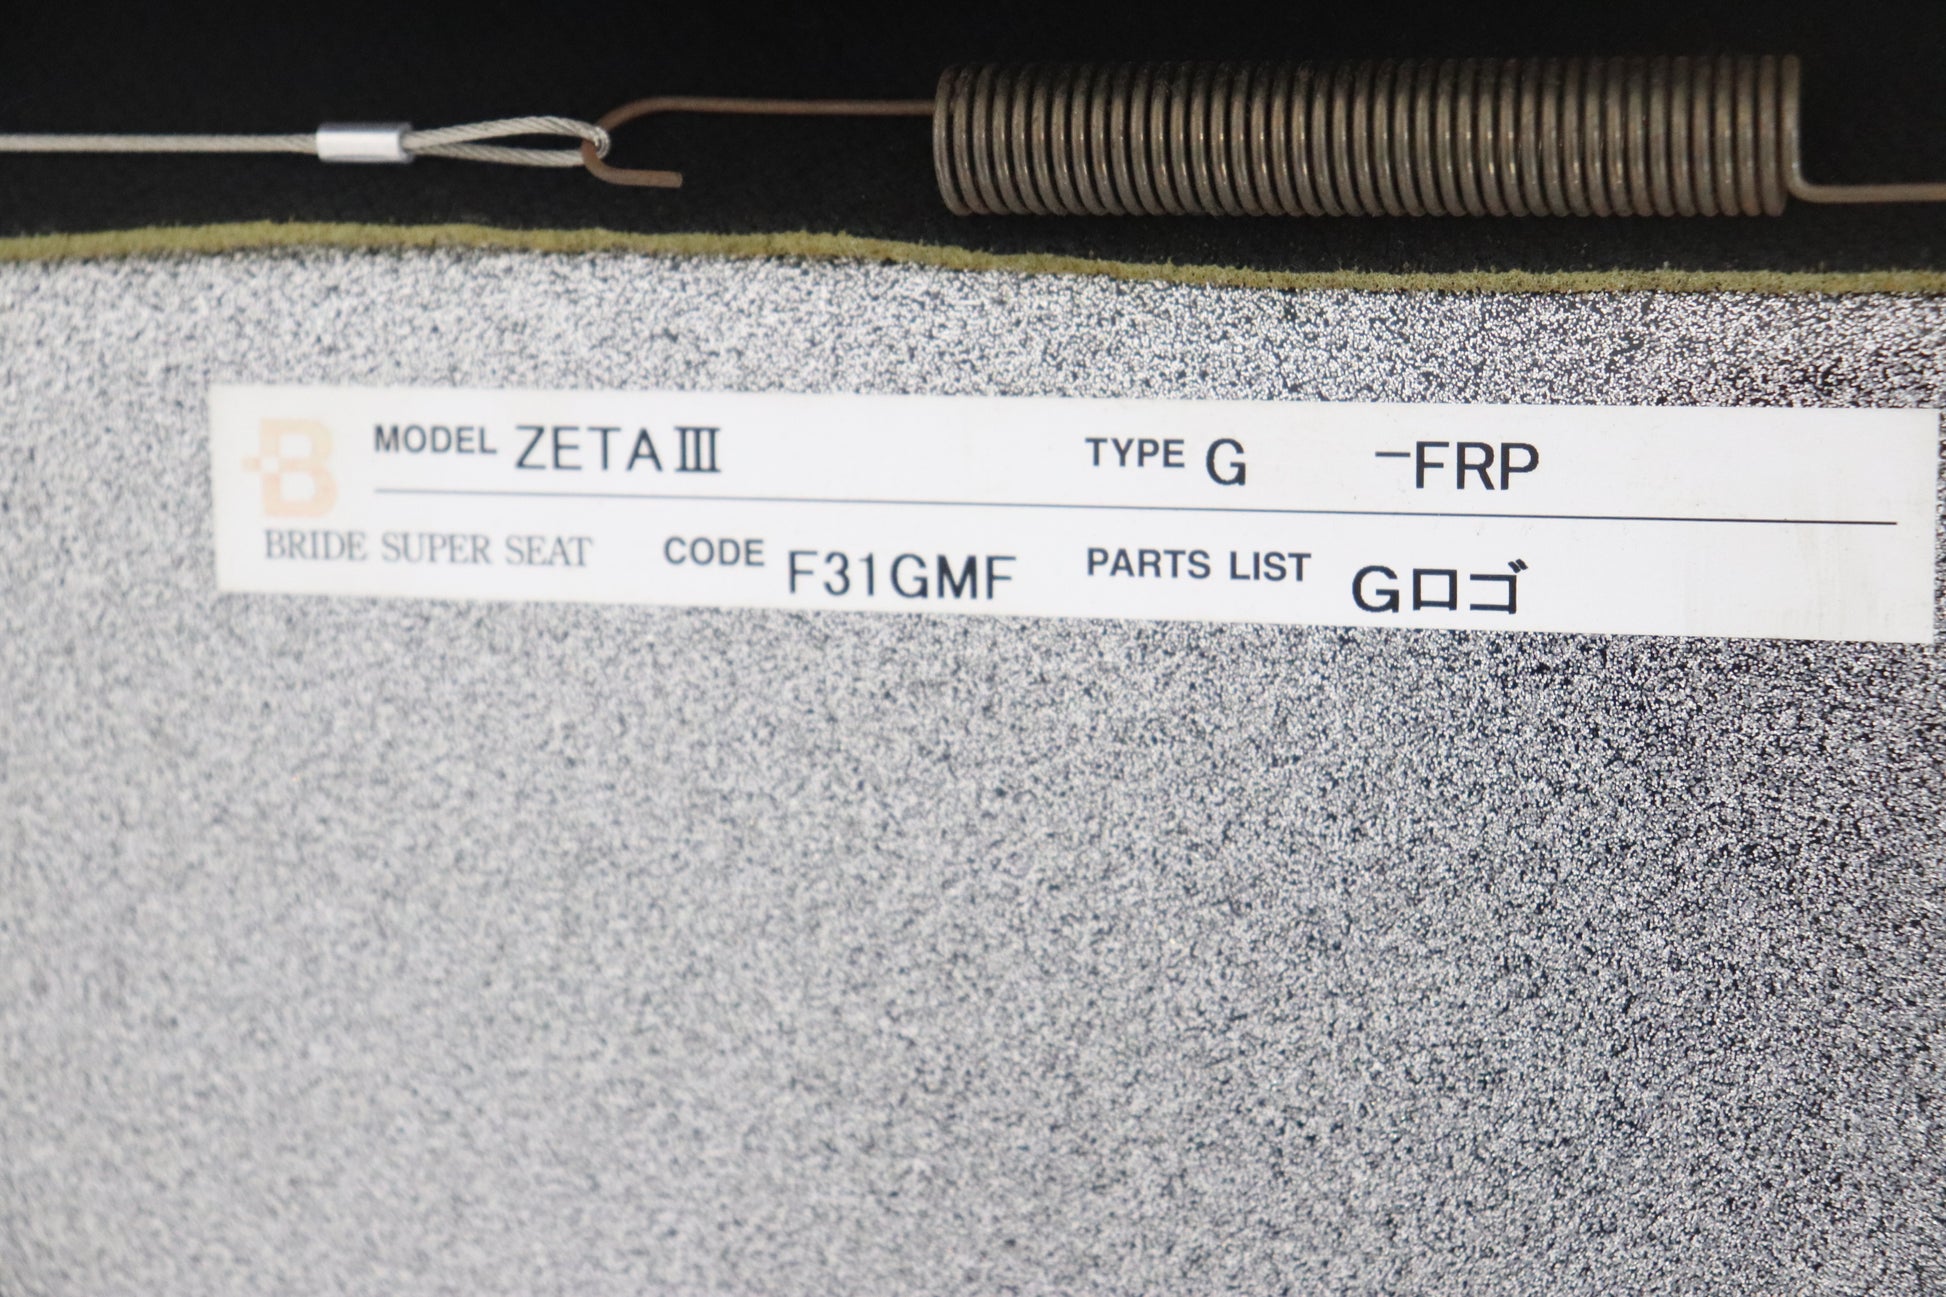 B
MODEL ZETA III TYPE G -FRP
BRIDE SUPER SEAT CODE F31GMF PARTS LIST Gロゴ